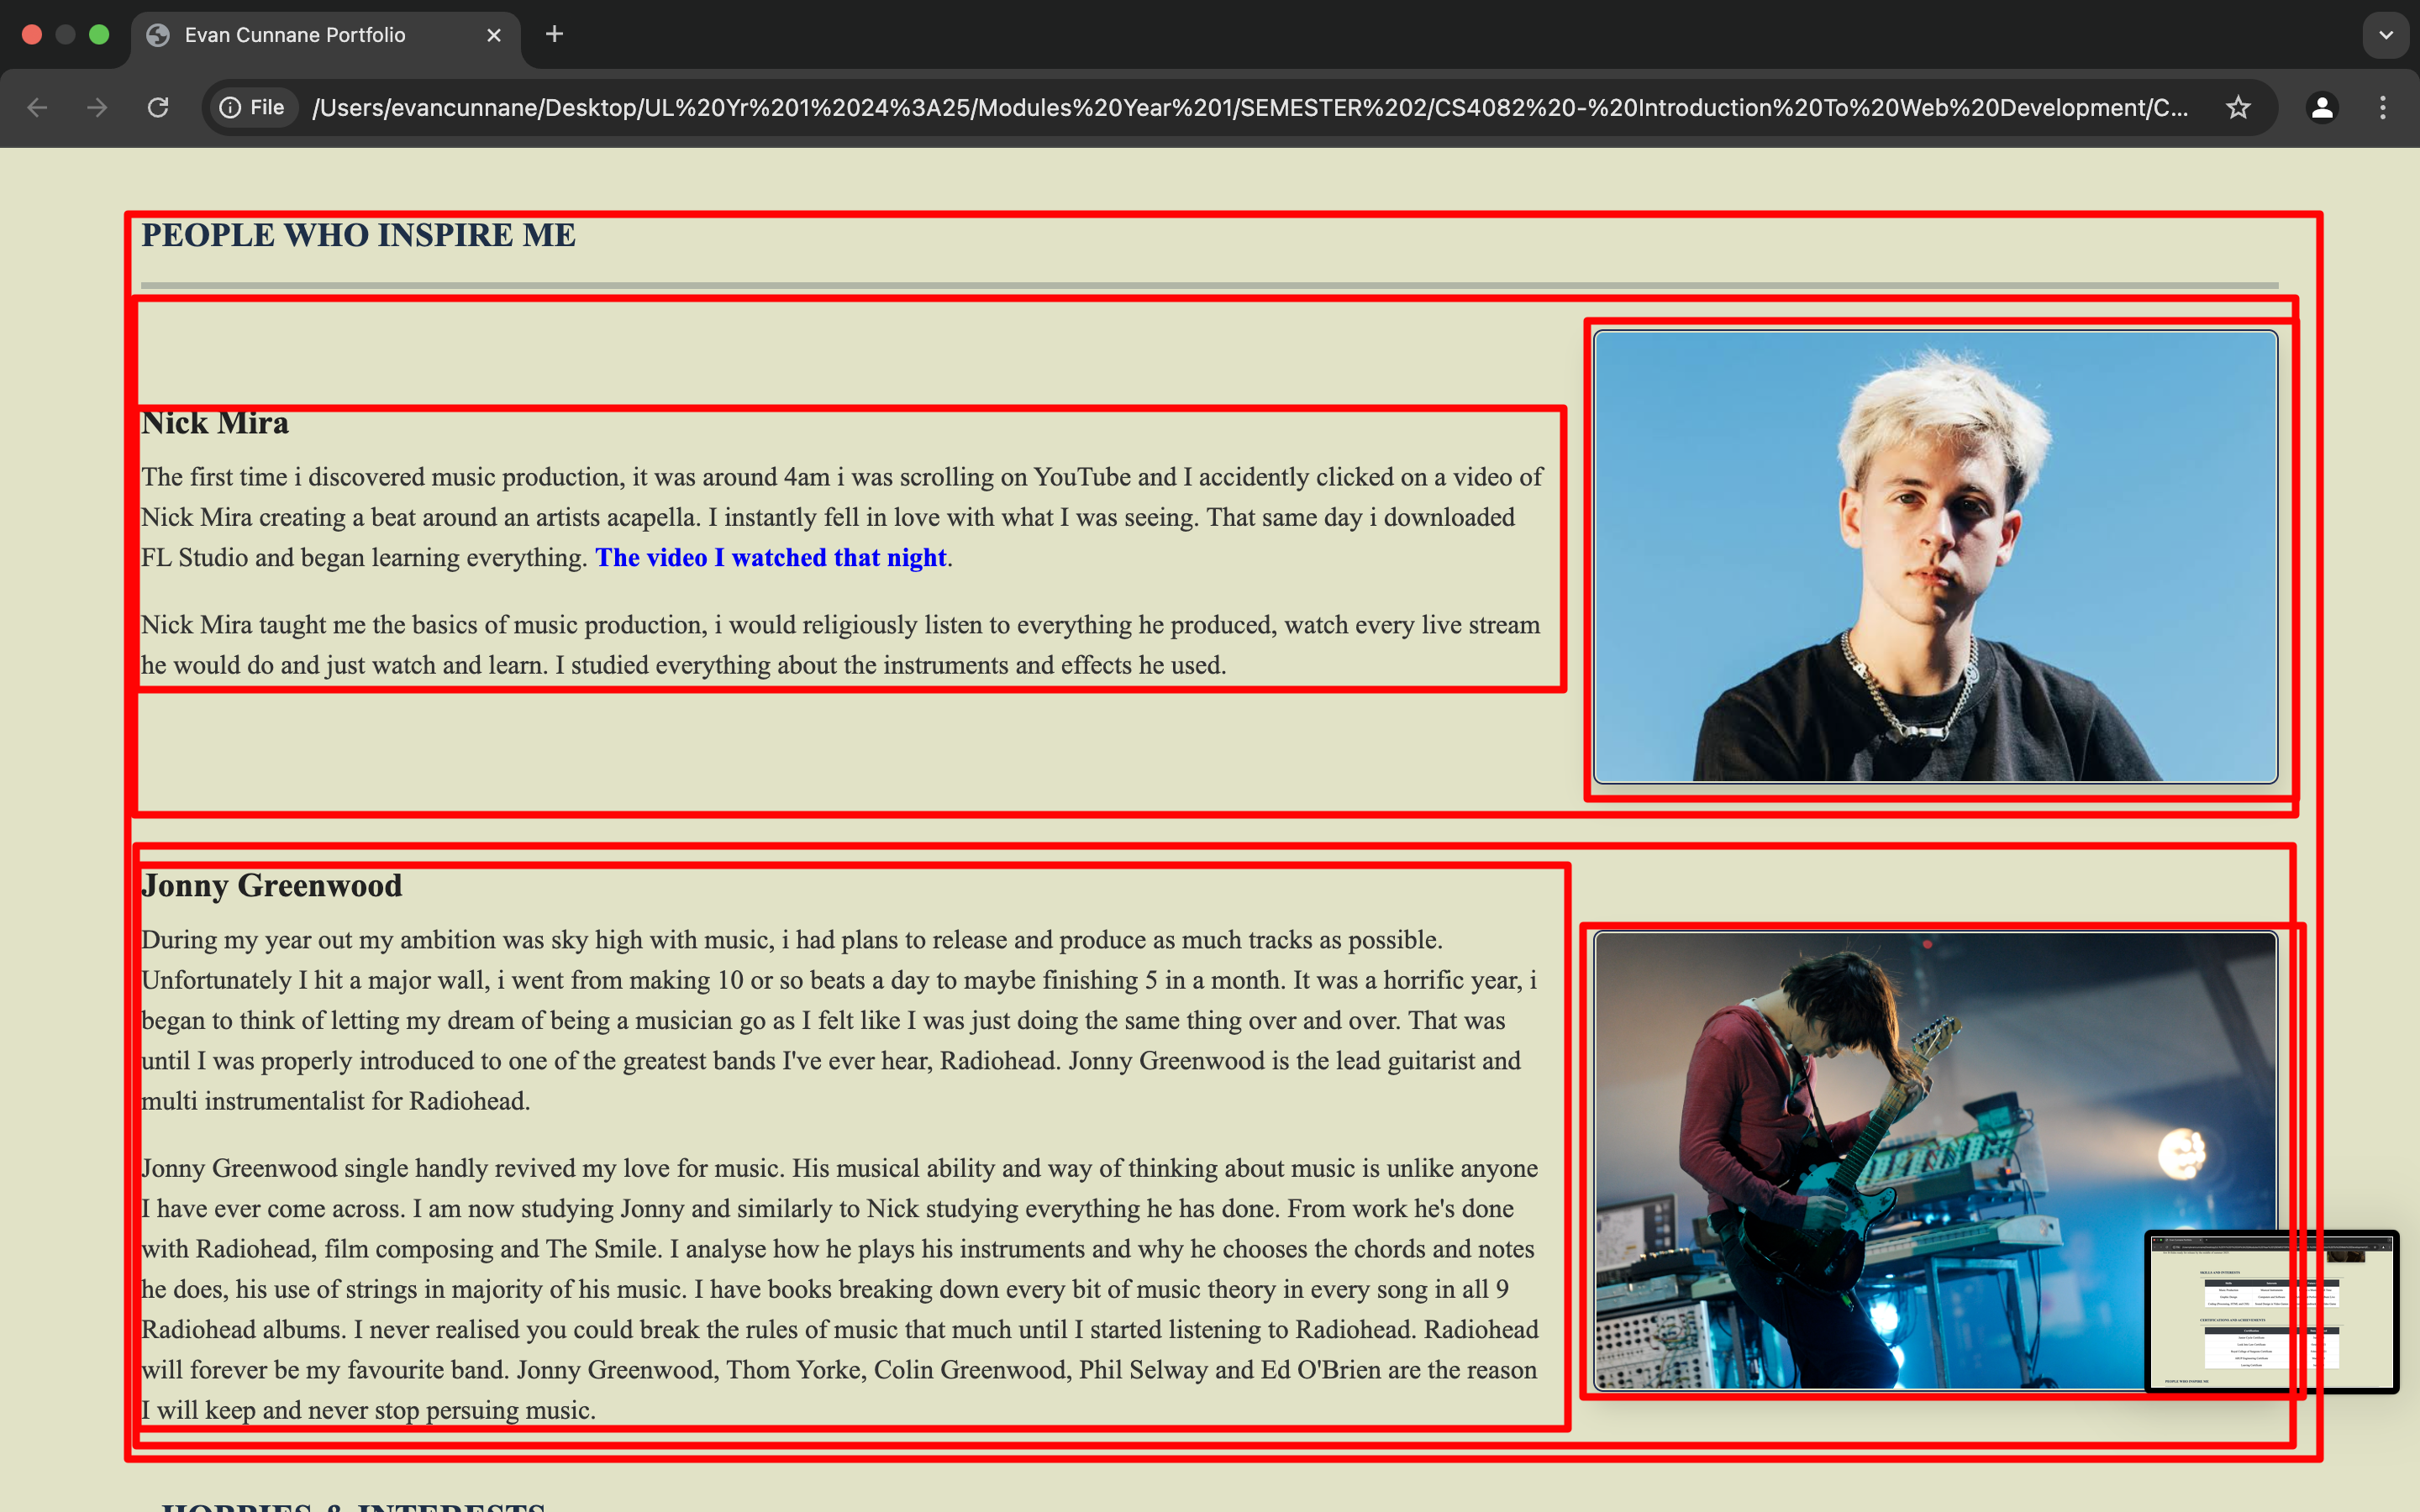 Evan Cunnane Portfolio
File /Users/evancunnane/Desktop/UL%20Yr%201%2024%3A25/Modules%20Year%201/SEMESTER%202/CS4082%20-%20Introduction%20To%20Web%20Development/C...
PEOPLE WHO INSPIRE ME
Nick Mira
The first time i discovered music production, it was around 4am i was scrolling on YouTube and I accidently clicked on a video of
Nick Mira creating a beat around an artists acapella. I instantly fell in love with what I was seeing. That same day i downloaded
FL Studio and began learning everything. The video I watched that night.
Nick Mira taught me the basics of music production, i would religiously listen to everything he produced, watch every live stream
he would do and just watch and learn. I studied everything about the instruments and effects he used.
Jonny Greenwood
During my year out my ambition was sky high with music, i had plans to release and produce as much tracks as possible.
Unfortunately I hit a major wall, i went from making 10 or so beats a day to maybe finishing 5 in a month. It was a horrific year, i
began to think of letting my dream of being a musician go as I felt like I was just doing the same thing over and over. That was
until I was properly introduced to one of the greatest bands I've ever hear, Radiohead. Jonny Greenwood is the lead guitarist and
multi instrumentalist for Radiohead.
Jonny Greenwood single handly revived my love for music. His musical ability and way of thinking about music is unlike anyone
I have ever come across. I am now studying Jonny and similarly to Nick studying everything he has done. From work he's done
with Radiohead, film composing and The Smile. I analyse how he plays his instruments and why he chooses the chords and notes
he does, his use of strings in majority of his music. I have books breaking down every bit of music theory in every song in all 9
Radiohead albums. I never realised you could break the rules of music that much until I started listening to Radiohead. Radiohead
will forever be my favourite band. Jonny Greenwood, Thom Yorke, Colin Greenwood, Phil Selway and Ed O'Brien are the reason
I will keep and never stop persuing music.
SKILLS AND INTERESTS
CERTIFICATIONS AND ACHIEVEMENTS
PEOPLE WHO INSPIRE ME
HOBBIES & INTERESTS